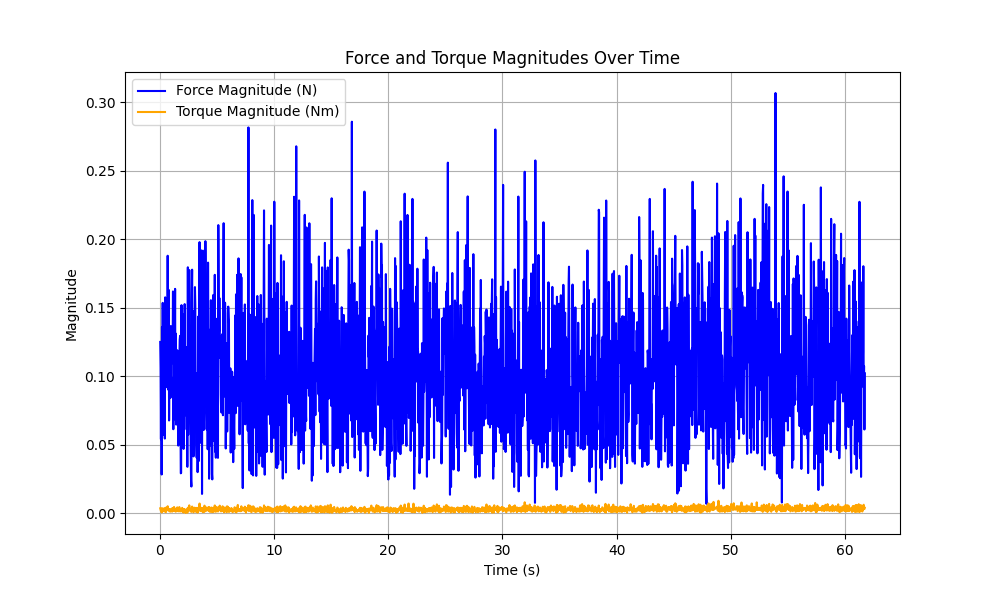 Force and Torque Magnitudes Over Time
Force Magnitude (N)
Torque Magnitude (Nm)
Magnitude
0.30
0.25
0.20
0.15
0.10
0.05
0.00
0 10 20 30 40 50 60
Time (s)